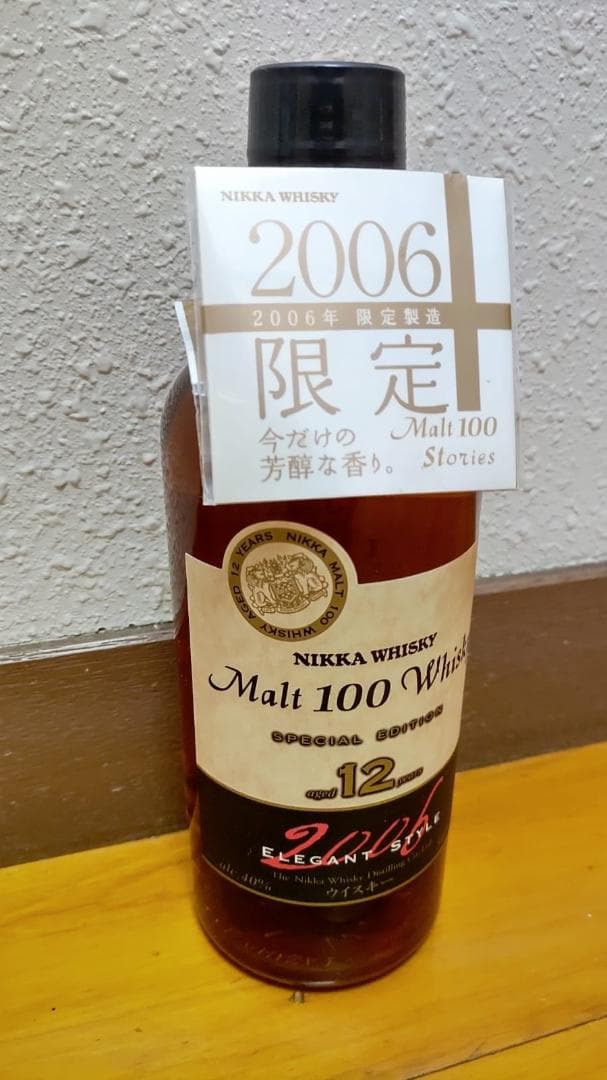 NIKKA WHISKY
2006
2006年 限定製造
限定
今だけの
芳醇な香り。
Malt 100
Stories
NIKKA MALT 100 WHISKY AGED 12 YEARS
NIKKA WHISKY
Malt 100 Whisk
SPECIAL EDITION
aged 12 years
2006
ELEGANT STYLE
The Nikka Whisky Distilling Co., Ltd.
alc 40%
ウイスキー